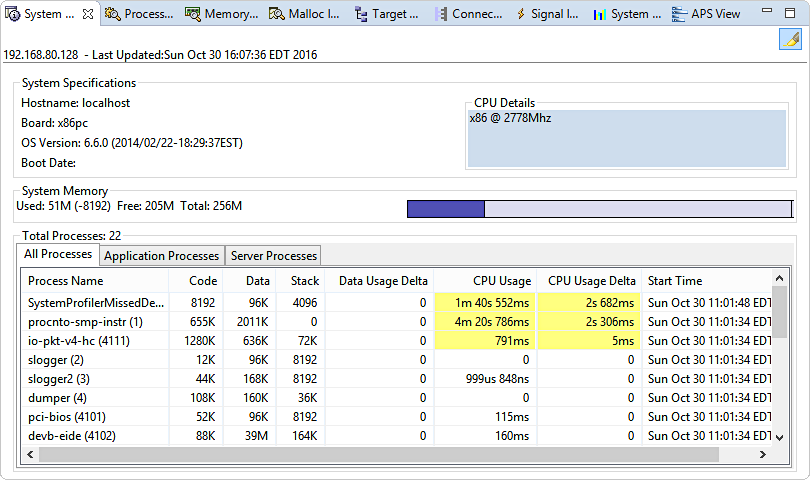 System ... Process... Memory... Malloc I... Target ... Connec... Signal I... System ... APS View
192.168.80.128 - Last Updated:Sun Oct 30 16:07:36 EDT 2016
System Specifications
Hostname: localhost
Board: x86pc
OS Version: 6.6.0 (2014/02/22-18:29:37EST)
Boot Date:
CPU Details
x86 @ 2778Mhz
System Memory
Used: 51M (-8192) Free: 205M Total: 256M
Total Processes: 22
All Processes Application Processes Server Processes
Process Name Code Data Stack Data Usage Delta CPU Usage CPU Usage Delta Start Time
SystemProfilerMissedDe... 8192 96K 4096 0 1m 40s 552ms 2s 682ms Sun Oct 30 11:01:48 EDT
procnto-smp-instr (1) 655K 2011K 0 0 4m 20s 786ms 2s 306ms Sun Oct 30 11:01:34 EDT
io-pkt-v4-hc (4111) 1280K 636K 72K 0 791ms 5ms Sun Oct 30 11:01:34 EDT
slogger (2) 12K 96K 8192 0 0 0 Sun Oct 30 11:01:34 EDT
slogger2 (3) 44K 168K 8192 0 999us 848ns 0 Sun Oct 30 11:01:34 EDT
dumper (4) 108K 160K 36K 0 0 0 Sun Oct 30 11:01:34 EDT
pci-bios (4101) 52K 96K 8192 0 115ms 0 Sun Oct 30 11:01:34 EDT
devb-eide (4102) 88K 39M 164K 0 160ms 0 Sun Oct 30 11:01:34 EDT